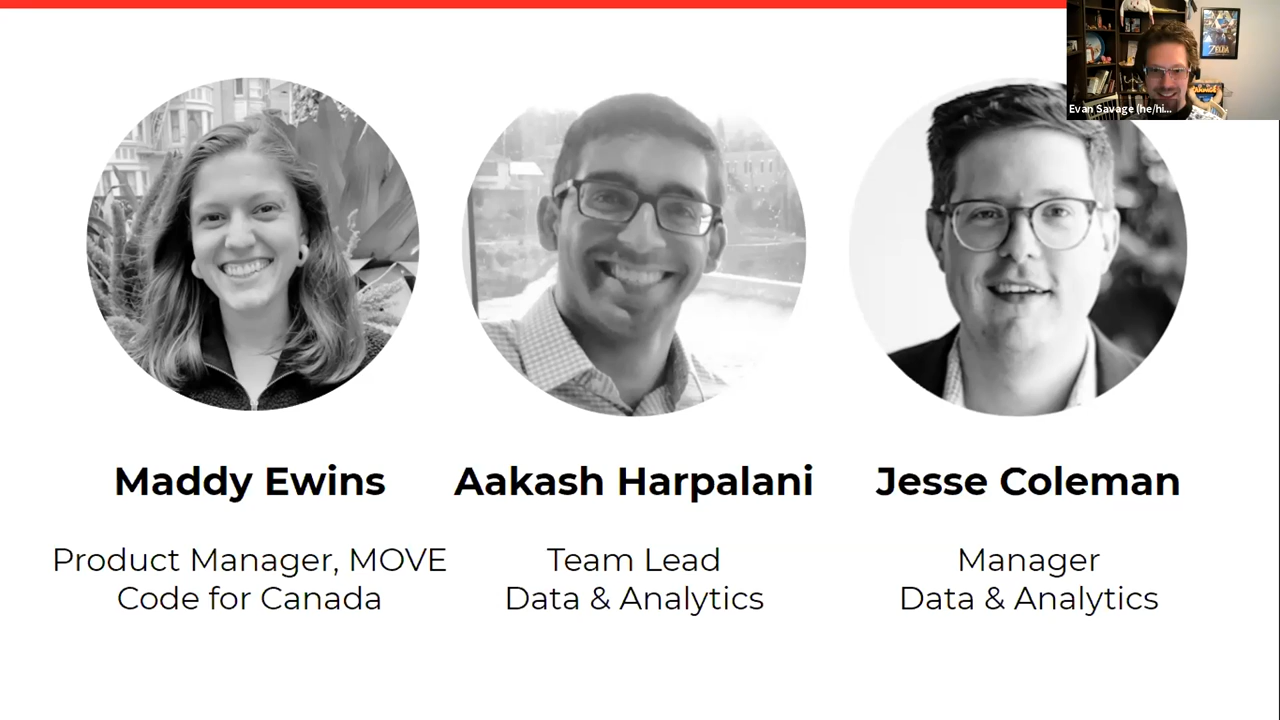 Evan Savage (he/hi...
ZELDA
Maddy Ewins
Aakash Harpalani
Jesse Coleman
Product Manager, MOVE
Code for Canada
Team Lead
Data & Analytics
Manager
Data & Analytics